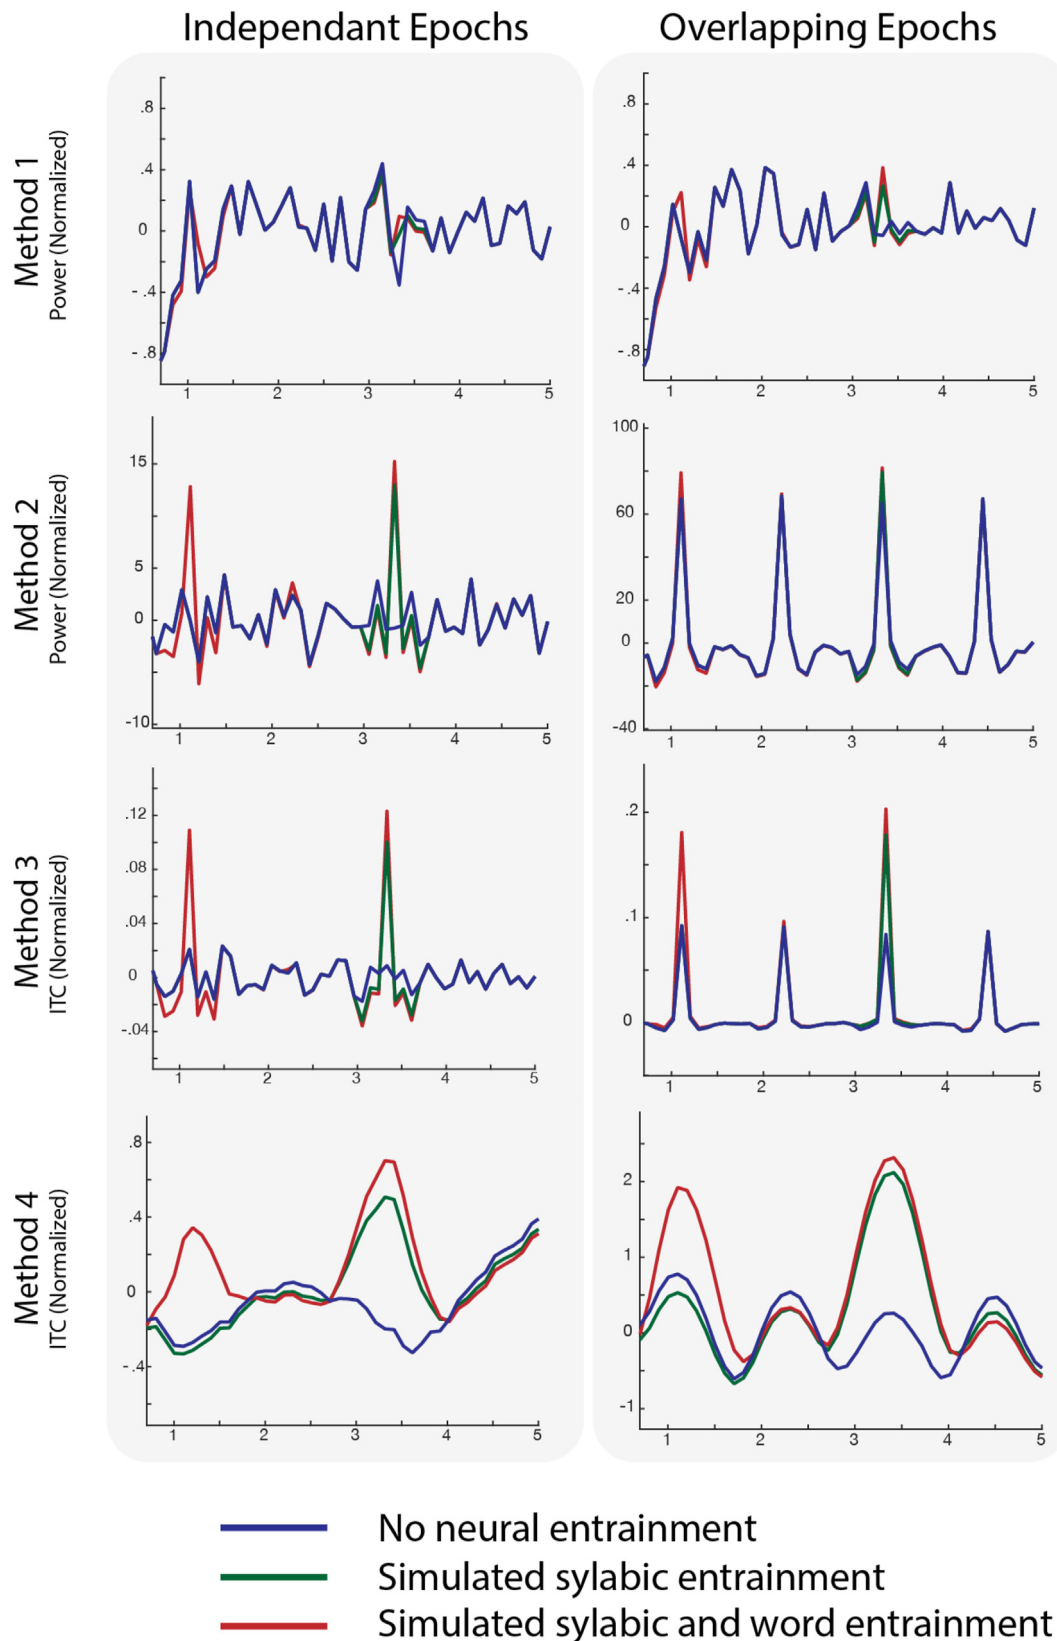 Independant Epochs
Overlapping Epochs
Method 1
Power (Normalized)
.8
.4
0
- .4
- .8
1 2 3 4 5
.8
.4
0
- .4
- .8
1 2 3 4 5
Method 2
Power (Normalized)
15
5
0
-10
1 2 3 4 5
100
60
20
0
-40
1 2 3 4 5
Method 3
ITC (Normalized)
.12
.08
.04
0
-.04
1 2 3 4 5
.2
.1
0
1 2 3 4 5
Method 4
ITC (Normalized)
.8
.4
0
-.4
1 2 3 4 5
2
1
0
-1
1 2 3 4 5
No neural entrainment
Simulated sylabic entrainment
Simulated sylabic and word entrainment